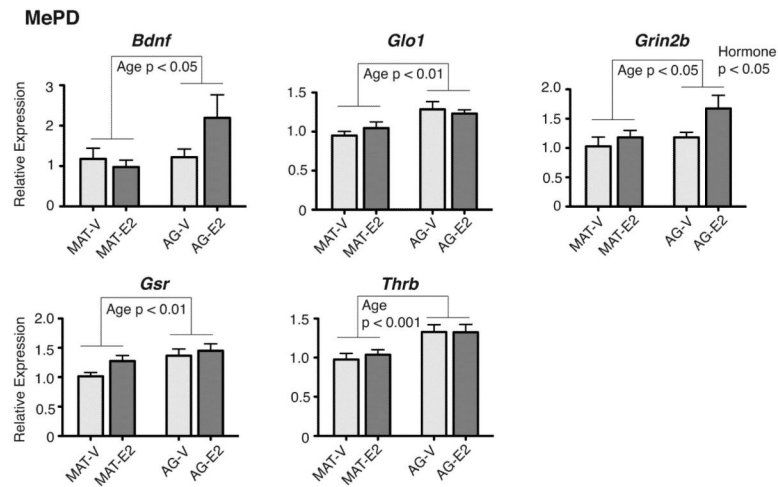 MePD
Bdnf
Age p < 0.05
Relative Expression
3
2
1
0
MAT-V
MAT-E2
AG-V
AG-E2
Glo1
Age p < 0.01
1.5
1.0
0.5
0
MAT-V
MAT-E2
AG-V
AG-E2
Grin2b
Hormone
p < 0.05
Age p < 0.05
2.0
1.5
1.0
0.5
0
MAT-V
MAT-E2
AG-V
AG-E2
Gsr
Age p < 0.01
Relative Expression
2.0
1.5
1.0
0.5
0
MAT-V
MAT-E2
AG-V
AG-E2
Thrb
Age
p < 0.001
1.5
1.0
0.5
0
MAT-V
MAT-E2
AG-V
AG-E2